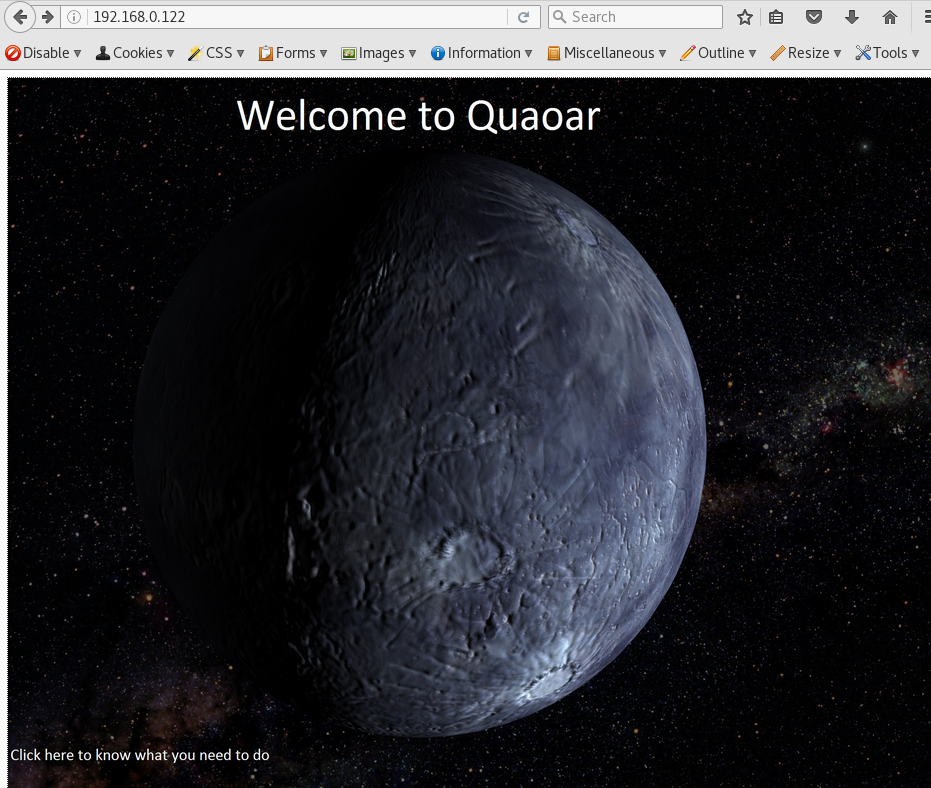 192.168.0.122
Search
Disable Cookies CSS Forms Images Information Miscellaneous Outline Resize Tools
Welcome to Quaoar
Click here to know what you need to do